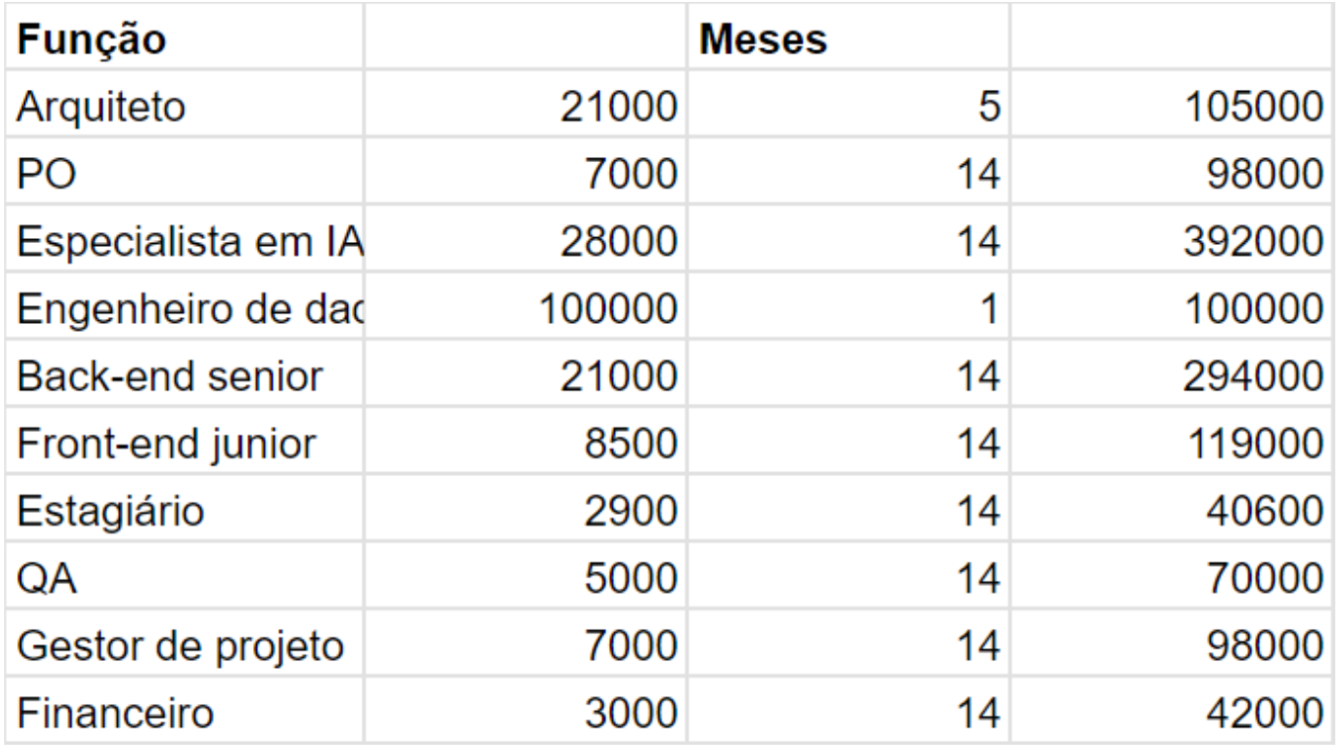 Função Meses
Arquiteto 21000 5 105000
PO 7000 14 98000
Especialista em IA 28000 14 392000
Engenheiro de 100000 1 100000
Back-end senior 21000 14 294000
Front-end junior 8500 14 119000
Estagiário 2900 14 40600
QA 5000 14 70000
Gestor de projeto 7000 14 98000
Financeiro 3000 14 42000